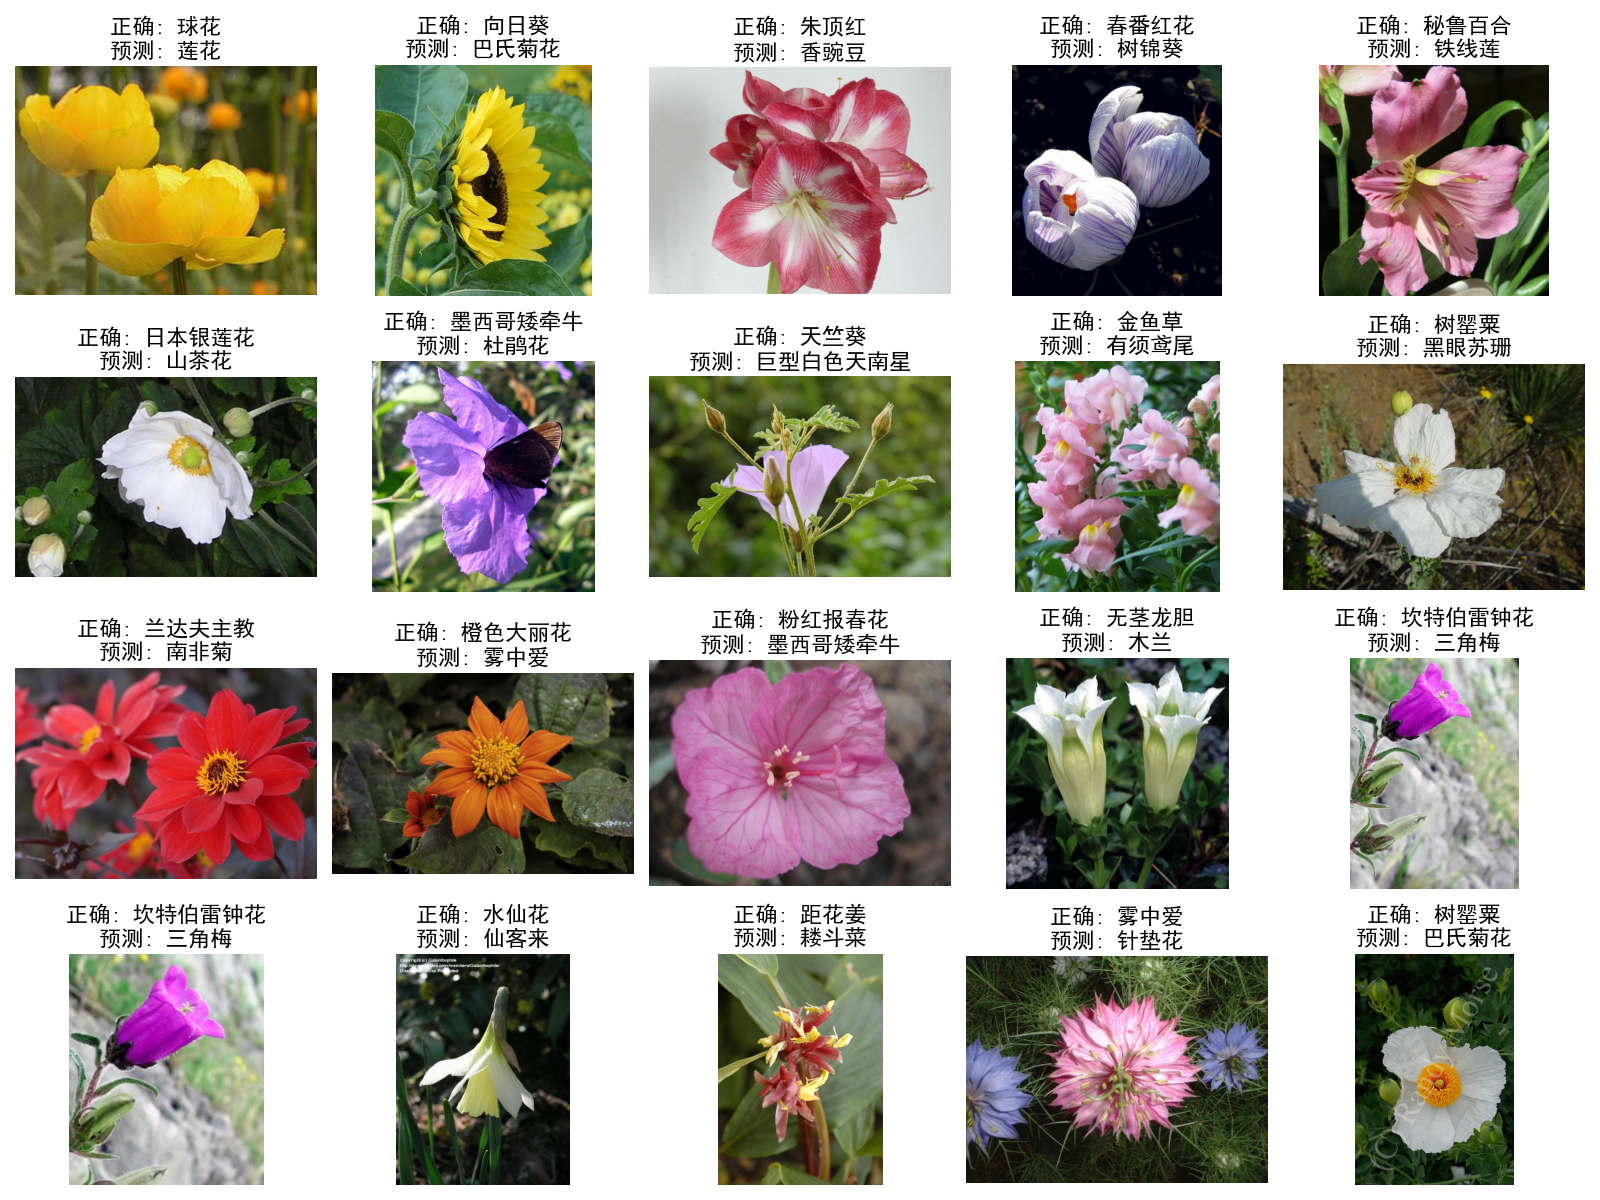 正确: 球花
预测: 莲花
正确: 向日葵
预测: 巴氏菊花
正确: 朱顶红
预测: 香豌豆
正确: 春番红花
预测: 树锦葵
正确: 秘鲁百合
预测: 铁线莲
正确: 日本银莲花
预测: 山茶花
正确: 墨西哥矮牵牛
预测: 杜鹃花
正确: 天竺葵
预测: 巨型白色天南星
正确: 金鱼草
预测: 有须鸢尾
正确: 树罂粟
预测: 黑眼苏珊
正确: 兰达夫主教
预测: 南非菊
正确: 橙色大丽花
预测: 雾中爱
正确: 粉红报春花
预测: 墨西哥矮牵牛
正确: 无茎龙胆
预测: 木兰
正确: 坎特伯雷钟花
预测: 三角梅
正确: 坎特伯雷钟花
预测: 三角梅
正确: 水仙花
预测: 仙客来
正确: 距花姜
预测: 耧斗菜
正确: 雾中爱
预测: 针垫花
正确: 树罂粟
预测: 巴氏菊花